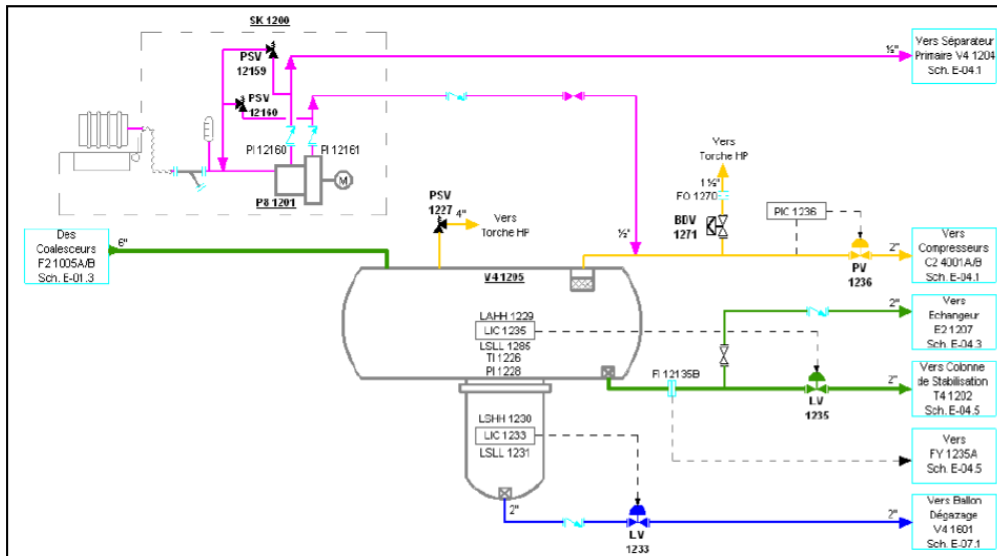 SK 1200
PSV
12159
PSV
12160
PI 12160
PI 12161
M
P8 1201
½"
Vers Séparateur
Primaire V4 1204
Sch. E-04.1
Vers
Torche HP
1 ½"
FO 1270
BDV
1271
PIC 1236
PSV
1227
4"
Vers
Torche HP
½"
Des
Coalesceurs
F2 1005A/B
Sch. E-01.3
6"
V4 1205
PV
1236
2"
Vers
Compresseurs
C2 4001A/B
Sch. E-04.1
LAHH 1229
LIC 1235
LSLL 1285
TI 1226
PI 1228
2"
Vers
Echangeur
E2 1207
Sch. E-04.3
FI 12135B
LV
1235
2"
Vers Colonne
de Stabilisation
T4 1202
Sch. E-04.5
LSHH 1230
LIC 1233
LSLL 1231
Vers
FY 1235A
Sch. E-04.5
2"
LV
1233
2"
Vers Ballon
Dégazage
V4 1601
Sch. E-07.1